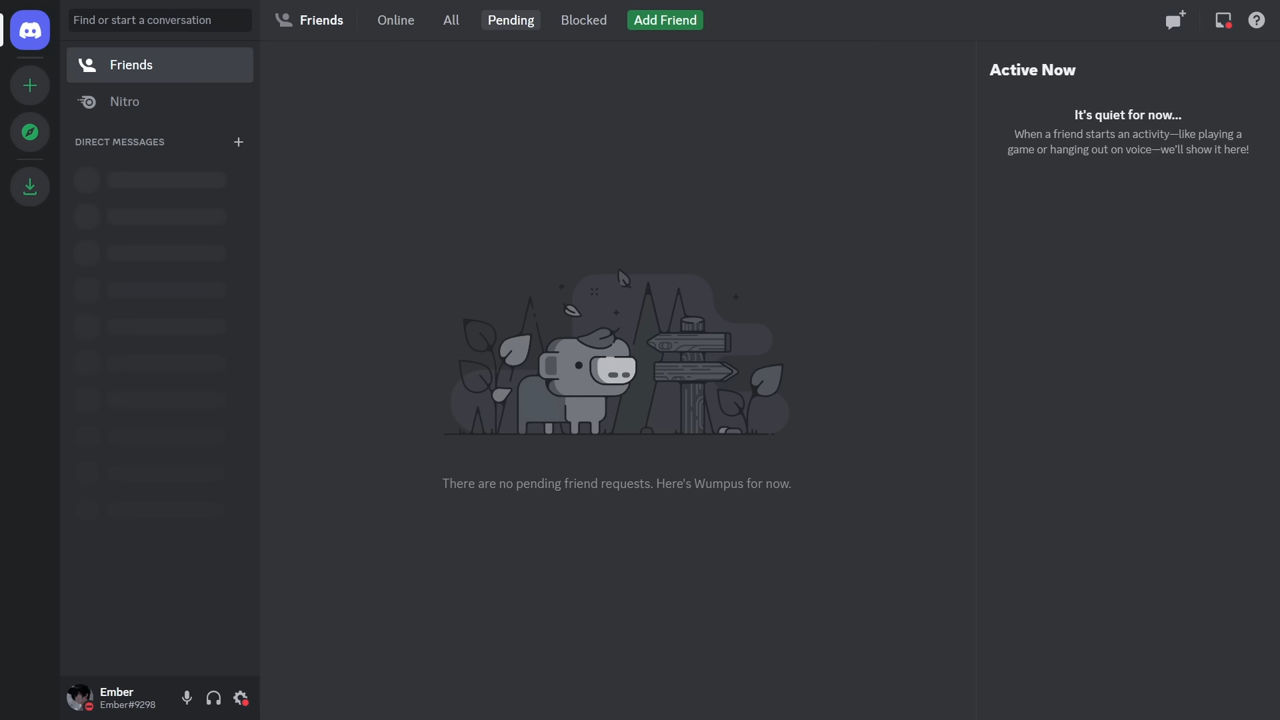 Find or start a conversation
Friends
Online
All
Pending
Blocked
Add Friend
Friends
Nitro
DIRECT MESSAGES
Active Now
It's quiet for now...
When a friend starts an activity—like playing a
game or hanging out on voice—we'll show it here!
There are no pending friend requests. Here's Wumpus for now.
Ember
Ember#9298